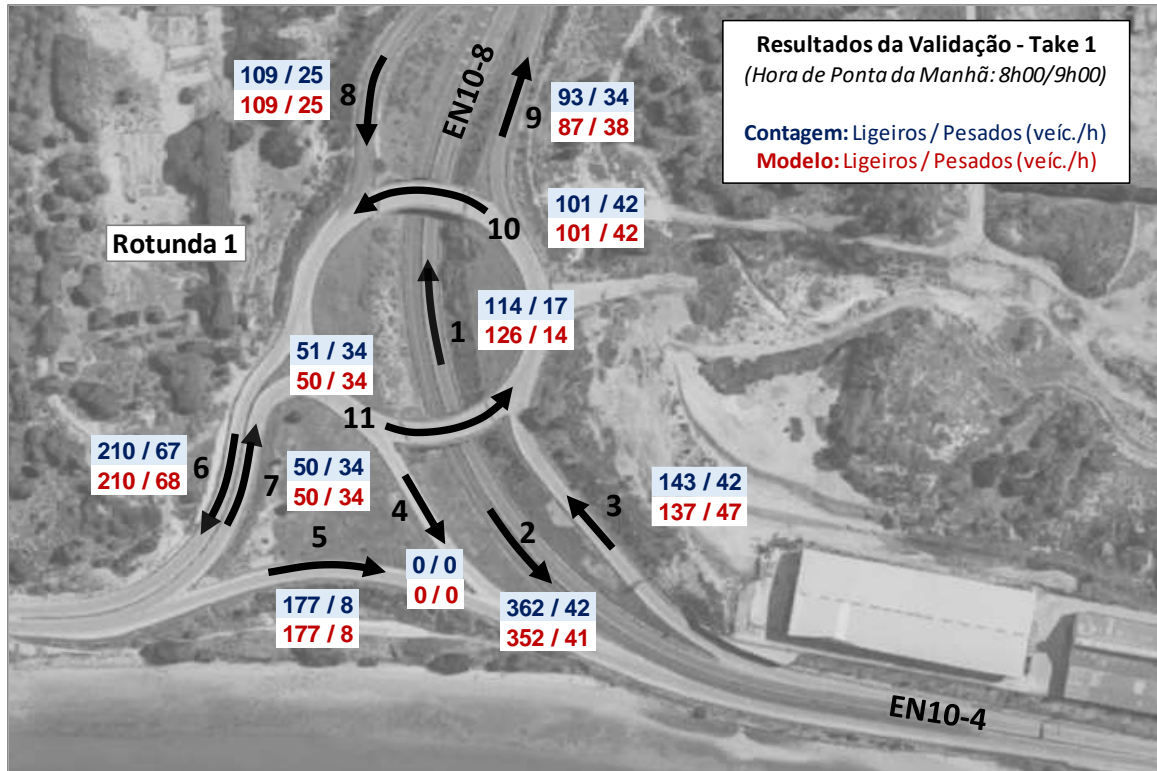 Resultados da Validação - Take 1
(Hora de Ponta da Manhã: 8h00/9h00)
Contagem: Ligeiros / Pesados (veíc./h)
Modelo: Ligeiros / Pesados (veíc./h)
109 / 25
109 / 25
8
EN10-8
9
93 / 34
87 / 38
Rotunda 1
10
101 / 42
101 / 42
1
114 / 17
126 / 14
51 / 34
50 / 34
11
210 / 67
210 / 68
6
7
50 / 34
50 / 34
4
2
3
143 / 42
137 / 47
5
177 / 8
177 / 8
0 / 0
0 / 0
362 / 42
352 / 41
EN10-4